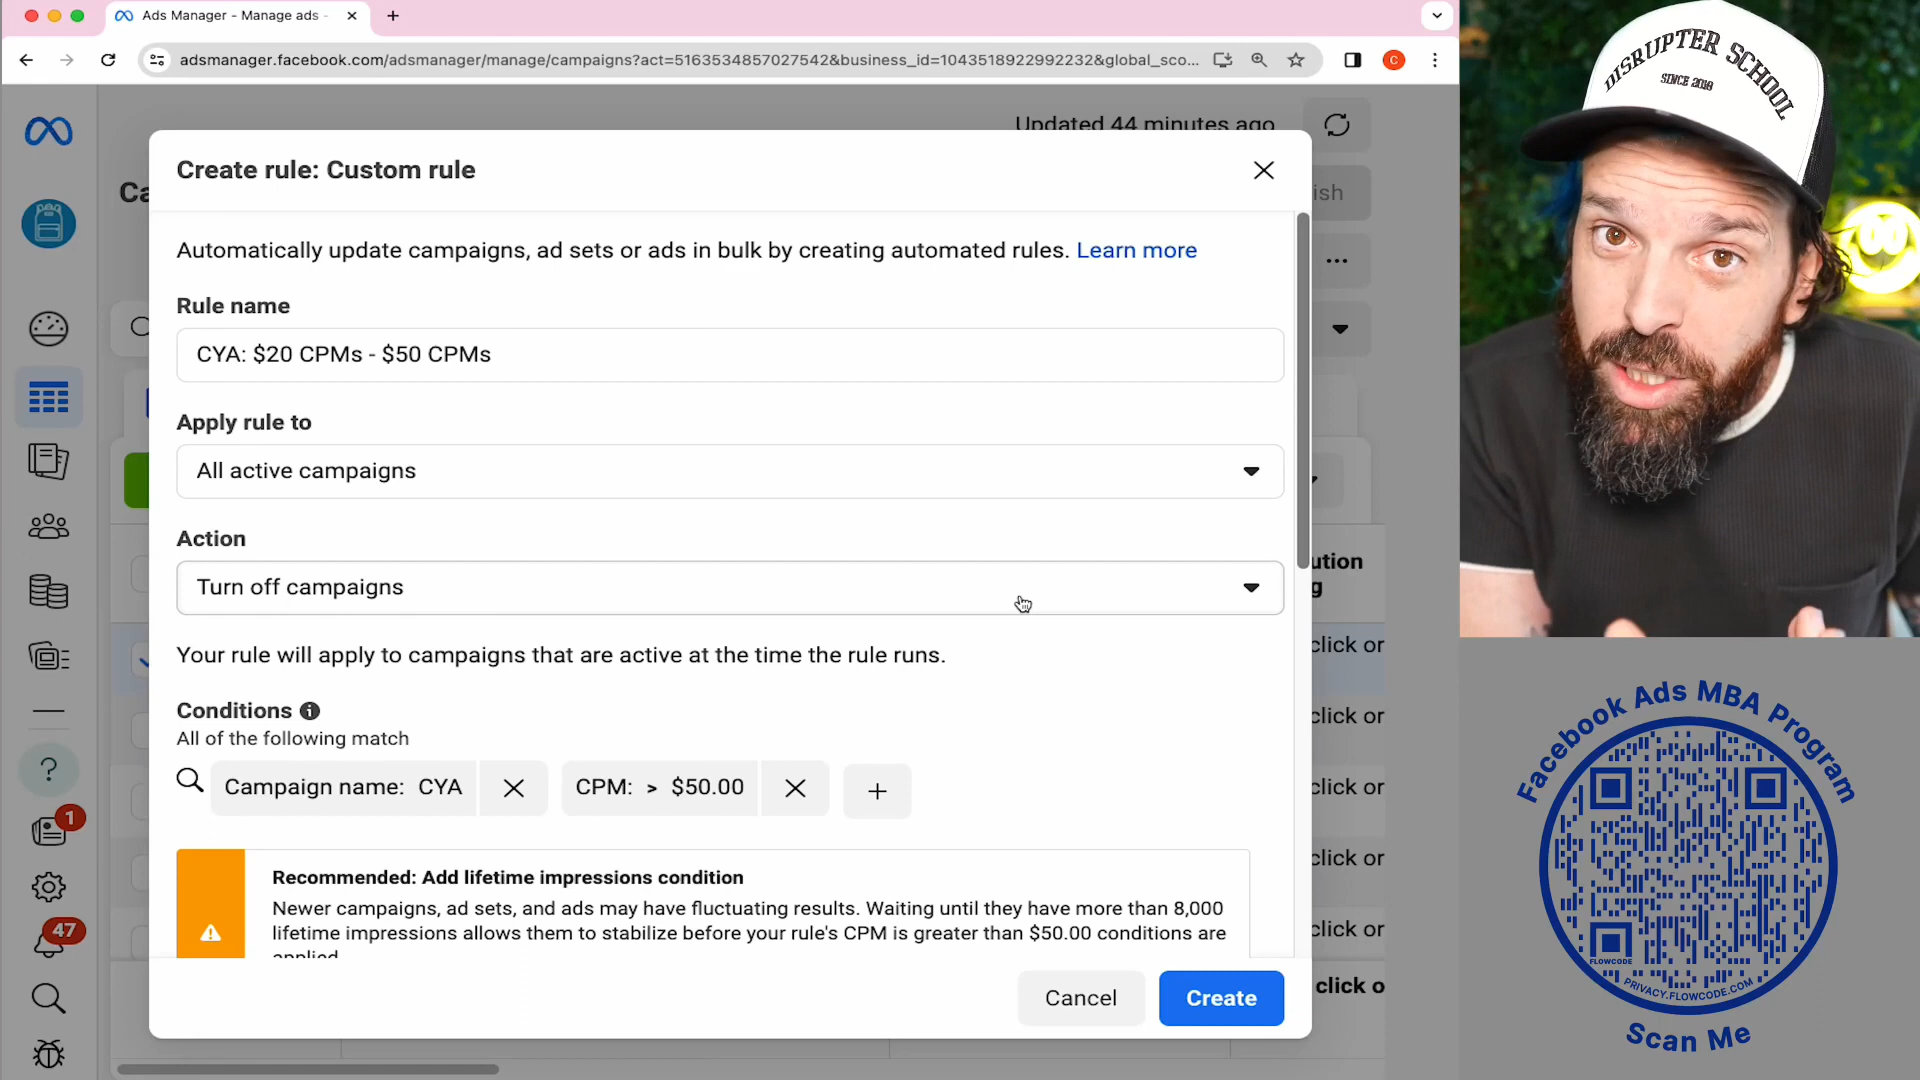 Ads Manager - Manage ads -
adsmanager.facebook.com/adsmanager/manage/campaigns?act=5163534857027542&business_id=1043518922992232&global_sco...
C
Updated 44 minutes ago
Ca
ish
Create rule: Custom rule
Automatically update campaigns, ad sets or ads in bulk by creating automated rules. Learn more
Rule name
CYA: $20 CPMs - $50 CPMs
Apply rule to
All active campaigns
Action
Turn off campaigns
Your rule will apply to campaigns that are active at the time the rule runs.
Conditions
All of the following match
Campaign name: CYA
CPM: > $50.00
Recommended: Add lifetime impressions condition
Newer campaigns, ad sets, and ads may have fluctuating results. Waiting until they have more than 8,000
lifetime impressions allows them to stabilize before your rule's CPM is greater than $50.00 conditions are
applied
Cancel
Create
1
47
ution
g
click or
click or
click or
click or
click or
click o
DISRUPTER SCHOOL
SINCE 2018
Facebook Ads MBA Program
FLOWCODE
PRIVACY.FLOWCODE.COM
Scan Me